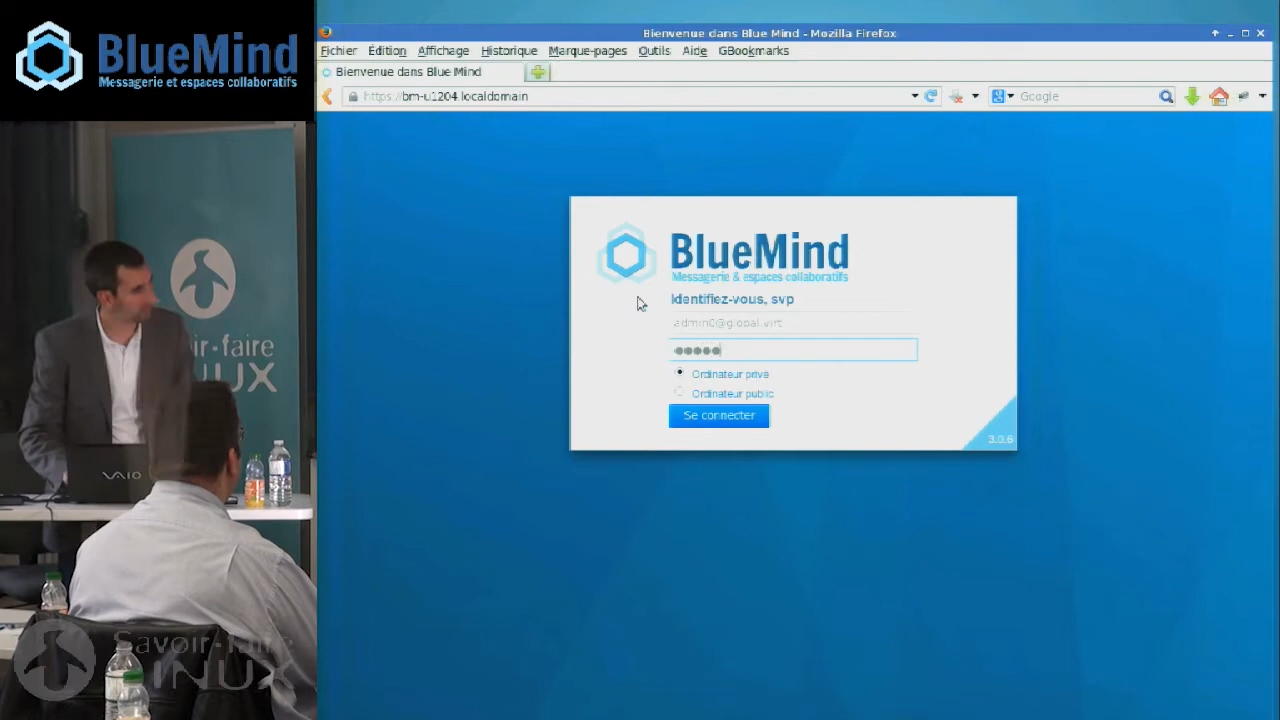 BlueMind
Messagerie et espaces collaboratifs
ir-faire
UX
VAIO
Savoir-faire
LINUX
Bienvenue dans Blue Mind - Mozilla Firefox
Fichier Édition Affichage Historique Marque-pages Outils Aide GBookmarks
Bienvenue dans Blue Mind
https://bm-u1204.localdomain
Google
BlueMind
Messagerie & espaces collaboratifs
Identifiez-vous, svp
admin0@global.virt
●●●●●
Ordinateur privé
Ordinateur public
Se connecter
3.0.6